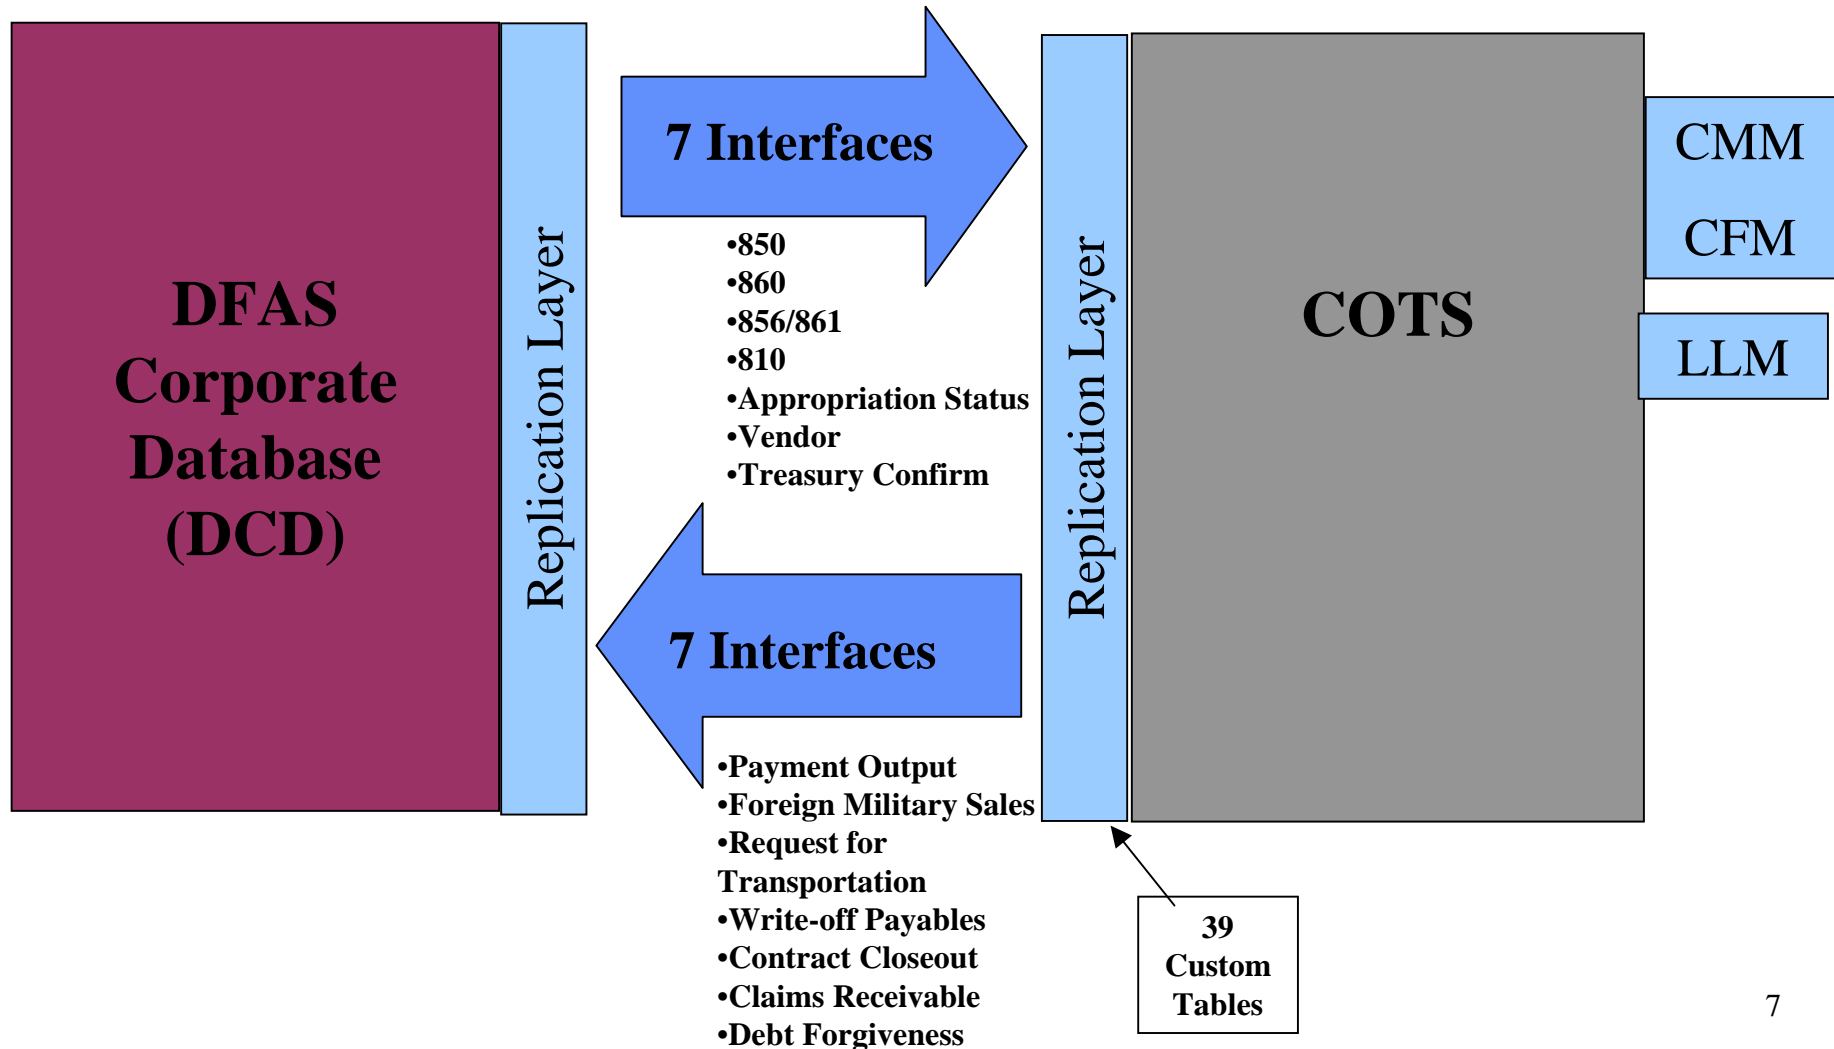 DFAS
Corporate
Database
(DCD)
Replication Layer
7 Interfaces
•850
•860
•856/861
•810
•Appropriation Status
•Vendor
•Treasury Confirm
7 Interfaces
•Payment Output
•Foreign Military Sales
•Request for
Transportation
•Write-off Payables
•Contract Closeout
•Claims Receivable
•Debt Forgiveness
Replication Layer
COTS
CMM
CFM
LLM
39
Custom
Tables
7